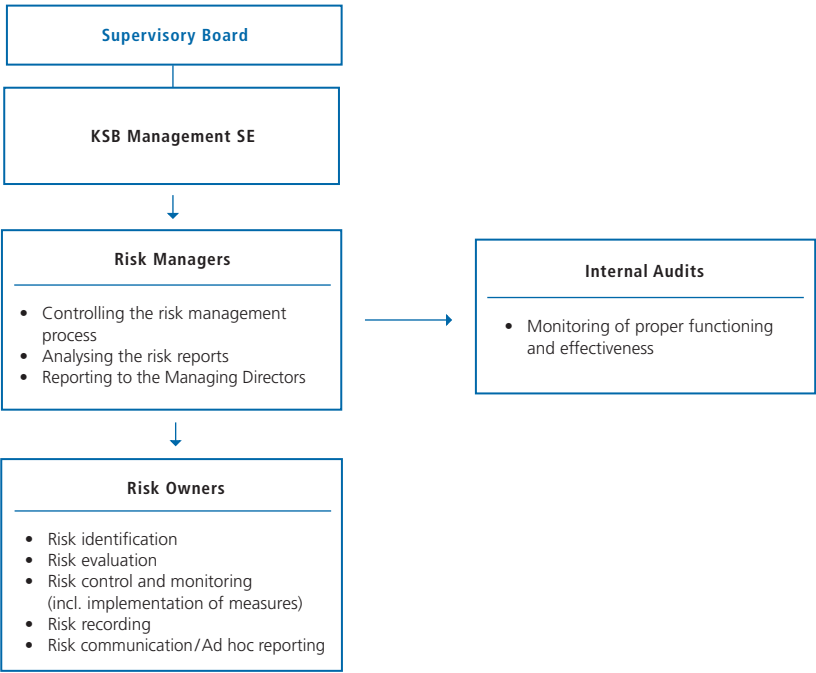 Supervisory Board
KSB Management SE
Risk Managers
• Controlling the risk management
process
• Analysing the risk reports
• Reporting to the Managing Directors
Internal Audits
• Monitoring of proper functioning
and effectiveness
Risk Owners
• Risk identification
• Risk evaluation
• Risk control and monitoring
(incl. implementation of measures)
• Risk recording
• Risk communication/Ad hoc reporting